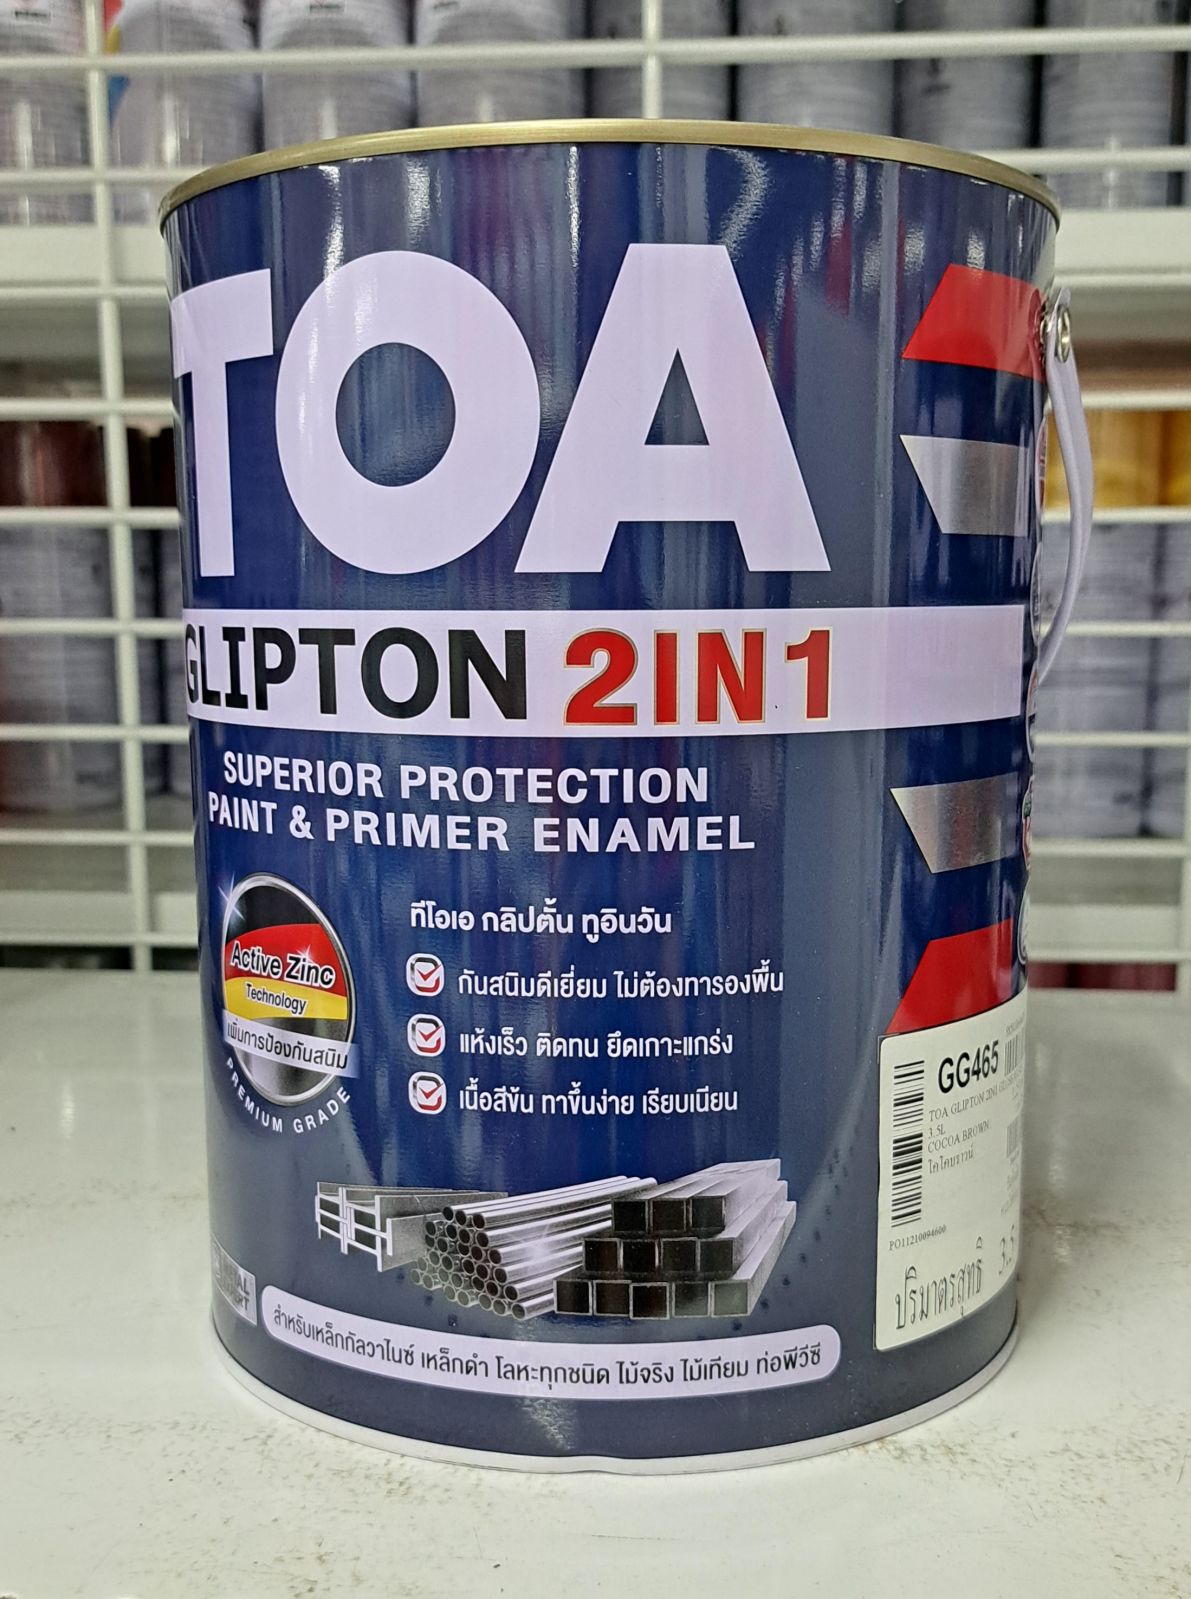 TOA
GLIPTON 2IN1
SUPERIOR PROTECTION
PAINT & PRIMER ENAMEL
ทีโอเอ กลิปตั้น ทูอินวัน
Active Zinc
Technology
เพิ่มการป้องกันสนิม
PREMIUM GRADE
กันสนิมดีเยี่ยม ไม่ต้องทารองพื้น
แห้งเร็ว ติดทน ยึดเกาะแกร่ง
เนื้อสีข้น ทาขึ้นง่าย เรียบเนียน
GG465
TOA GLIPTON 2IN1
3.5L
COCOA BROWN
โคโคบราวน์
PO11210094600
ปริมาตรสุทธิ 3.5
สำหรับเหล็กกัลวาไนซ์ เหล็กดำ โลหะทุกชนิด ไม้จริง ไม้เทียม ท่อพีวีซี